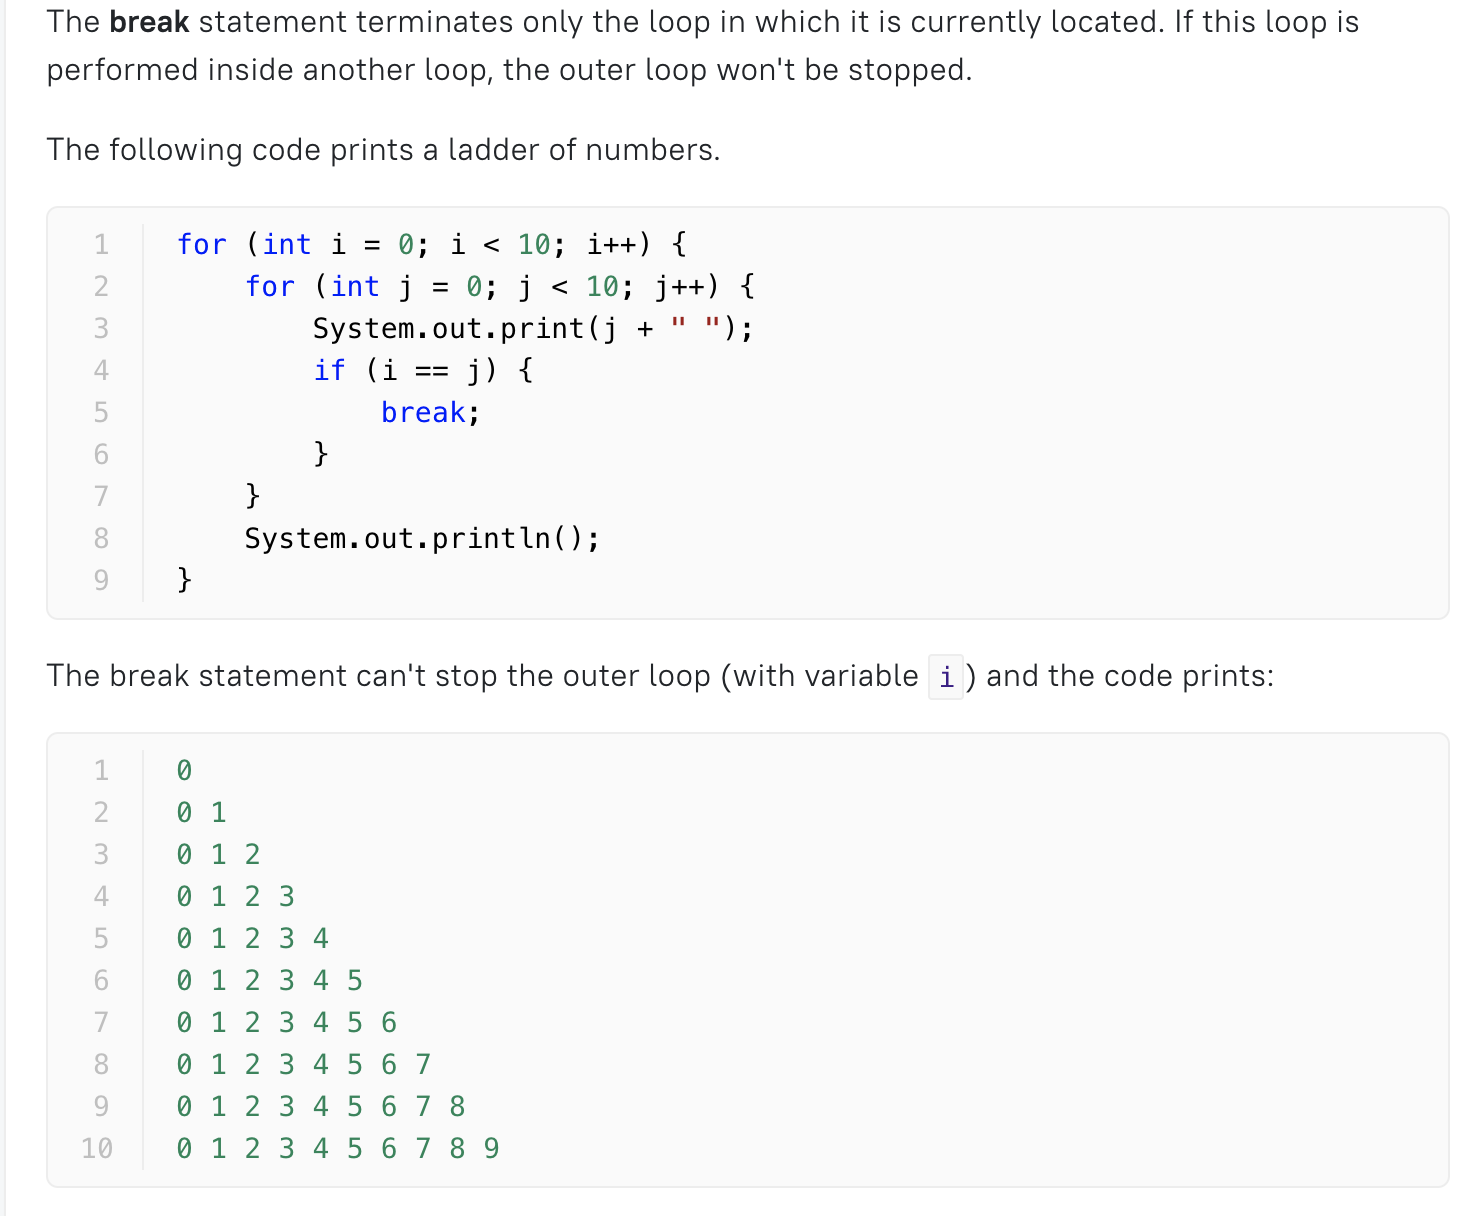 The break statement terminates only the loop in which it is currently located. If this loop is
performed inside another loop, the outer loop won't be stopped.
The following code prints a ladder of numbers.
1 for (int i = 0; i < 10; i++) {
2     for (int j = 0; j < 10; j++) {
3         System.out.print(j + " ");
4         if (i == j) {
5             break;
6         }
7     }
8     System.out.println();
9 }
The break statement can't stop the outer loop (with variable i) and the code prints:
1 0
2 0 1
3 0 1 2
4 0 1 2 3
5 0 1 2 3 4
6 0 1 2 3 4 5
7 0 1 2 3 4 5 6
8 0 1 2 3 4 5 6 7
9 0 1 2 3 4 5 6 7 8
10 0 1 2 3 4 5 6 7 8 9